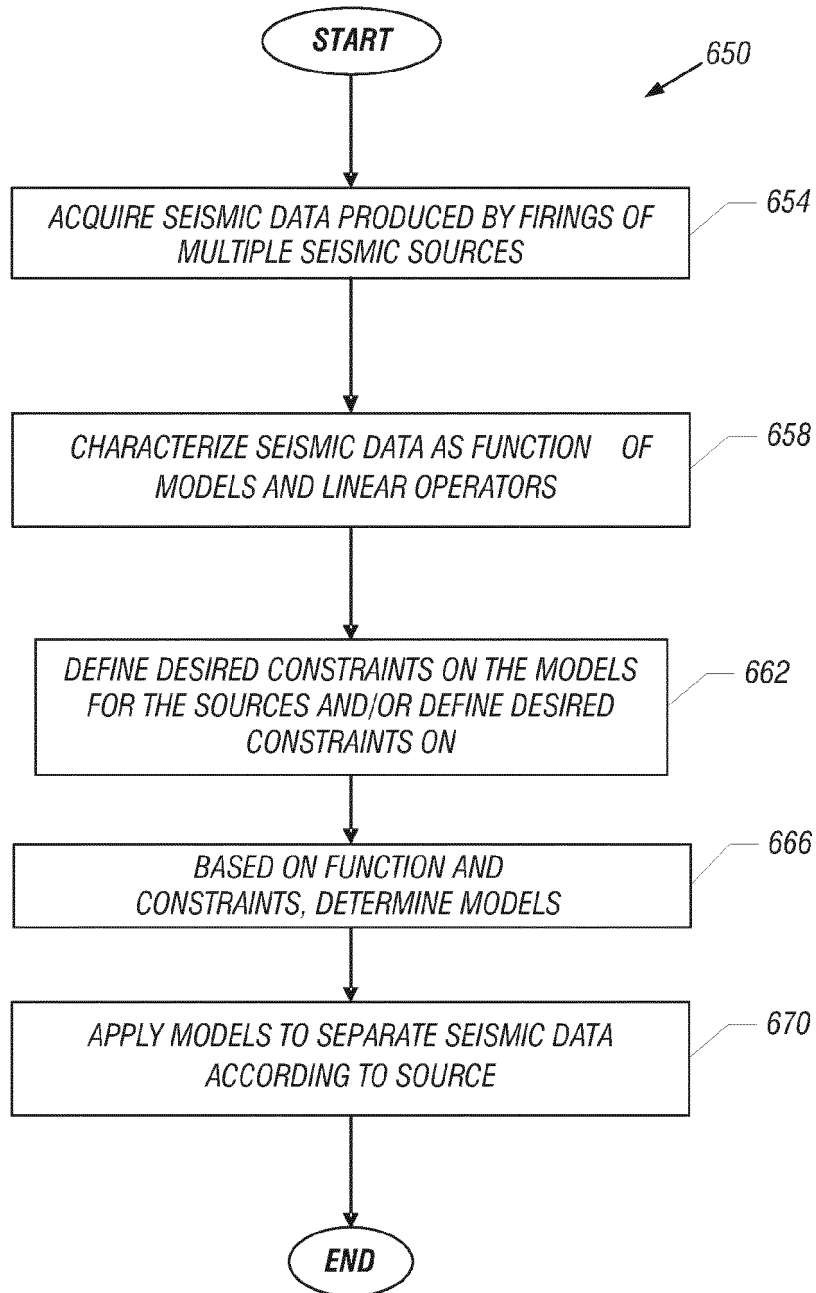 START
650
ACQUIRE SEISMIC DATA PRODUCED BY FIRINGS OF
MULTIPLE SEISMIC SOURCES
654
CHARACTERIZE SEISMIC DATA AS FUNCTION OF
MODELS AND LINEAR OPERATORS
658
DEFINE DESIRED CONSTRAINTS ON THE MODELS
FOR THE SOURCES AND/OR DEFINE DESIRED
CONSTRAINTS ON
662
BASED ON FUNCTION AND
CONSTRAINTS, DETERMINE MODELS
666
APPLY MODELS TO SEPARATE SEISMIC DATA
ACCORDING TO SOURCE
670
END